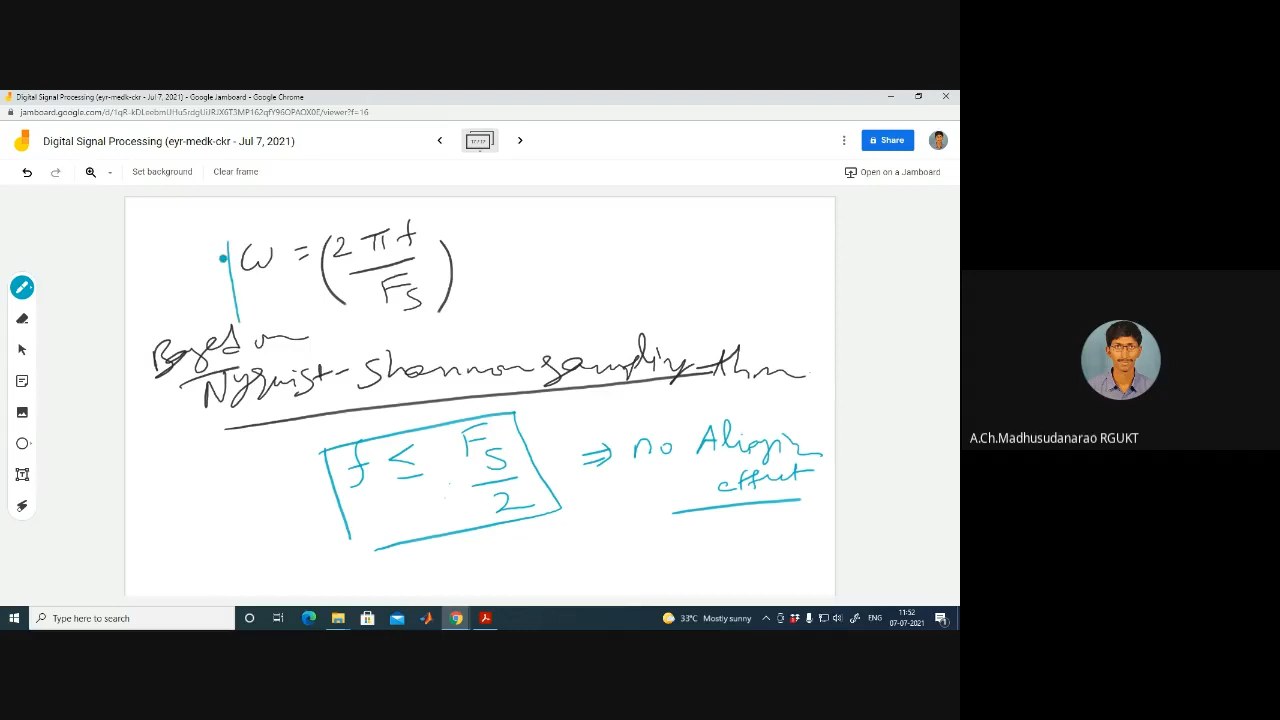 Digital Signal Processing (eyr-medk-ckr - Jul 7, 2021) - Google Jamboard - Google Chrome
Digital Signal Processing (eyr-medk-ckr - Jul 7, 2021)
17 / 17
Share
Set background
Clear frame
Open on a Jamboard
ω = (2πf / Fs)
Based on
Nyquist-Shannon sampling thm
f ≤ Fs / 2 ⇒ no
effect
A.Ch.Madhusudanarao RGUKT
Type here to search
33°C Mostly sunny
ENG
11:52
07-07-2021